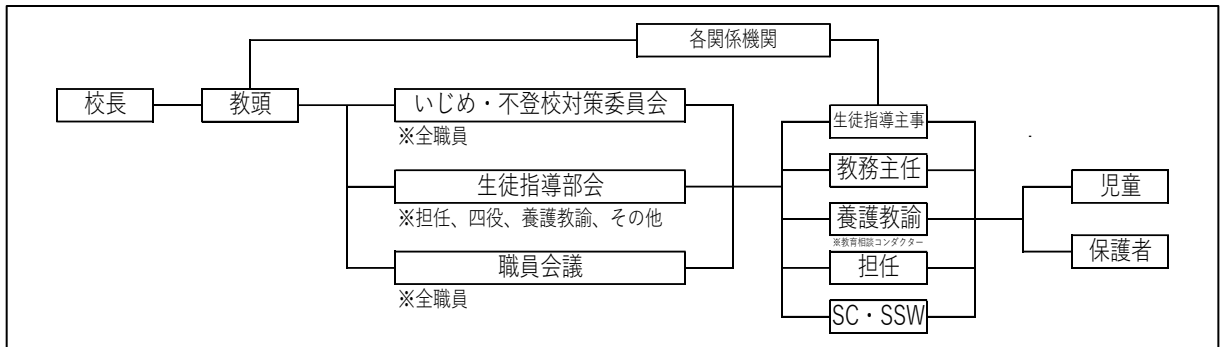 各関係機関
校長
教頭
いじめ・不登校対策委員会
※全職員
生徒指導部会
※担任、四役、養護教諭、その他
職員会議
※全職員
生徒指導主事
教務主任
養護教諭
※教育相談コンダクター
担任
SC・SSW
児童
保護者